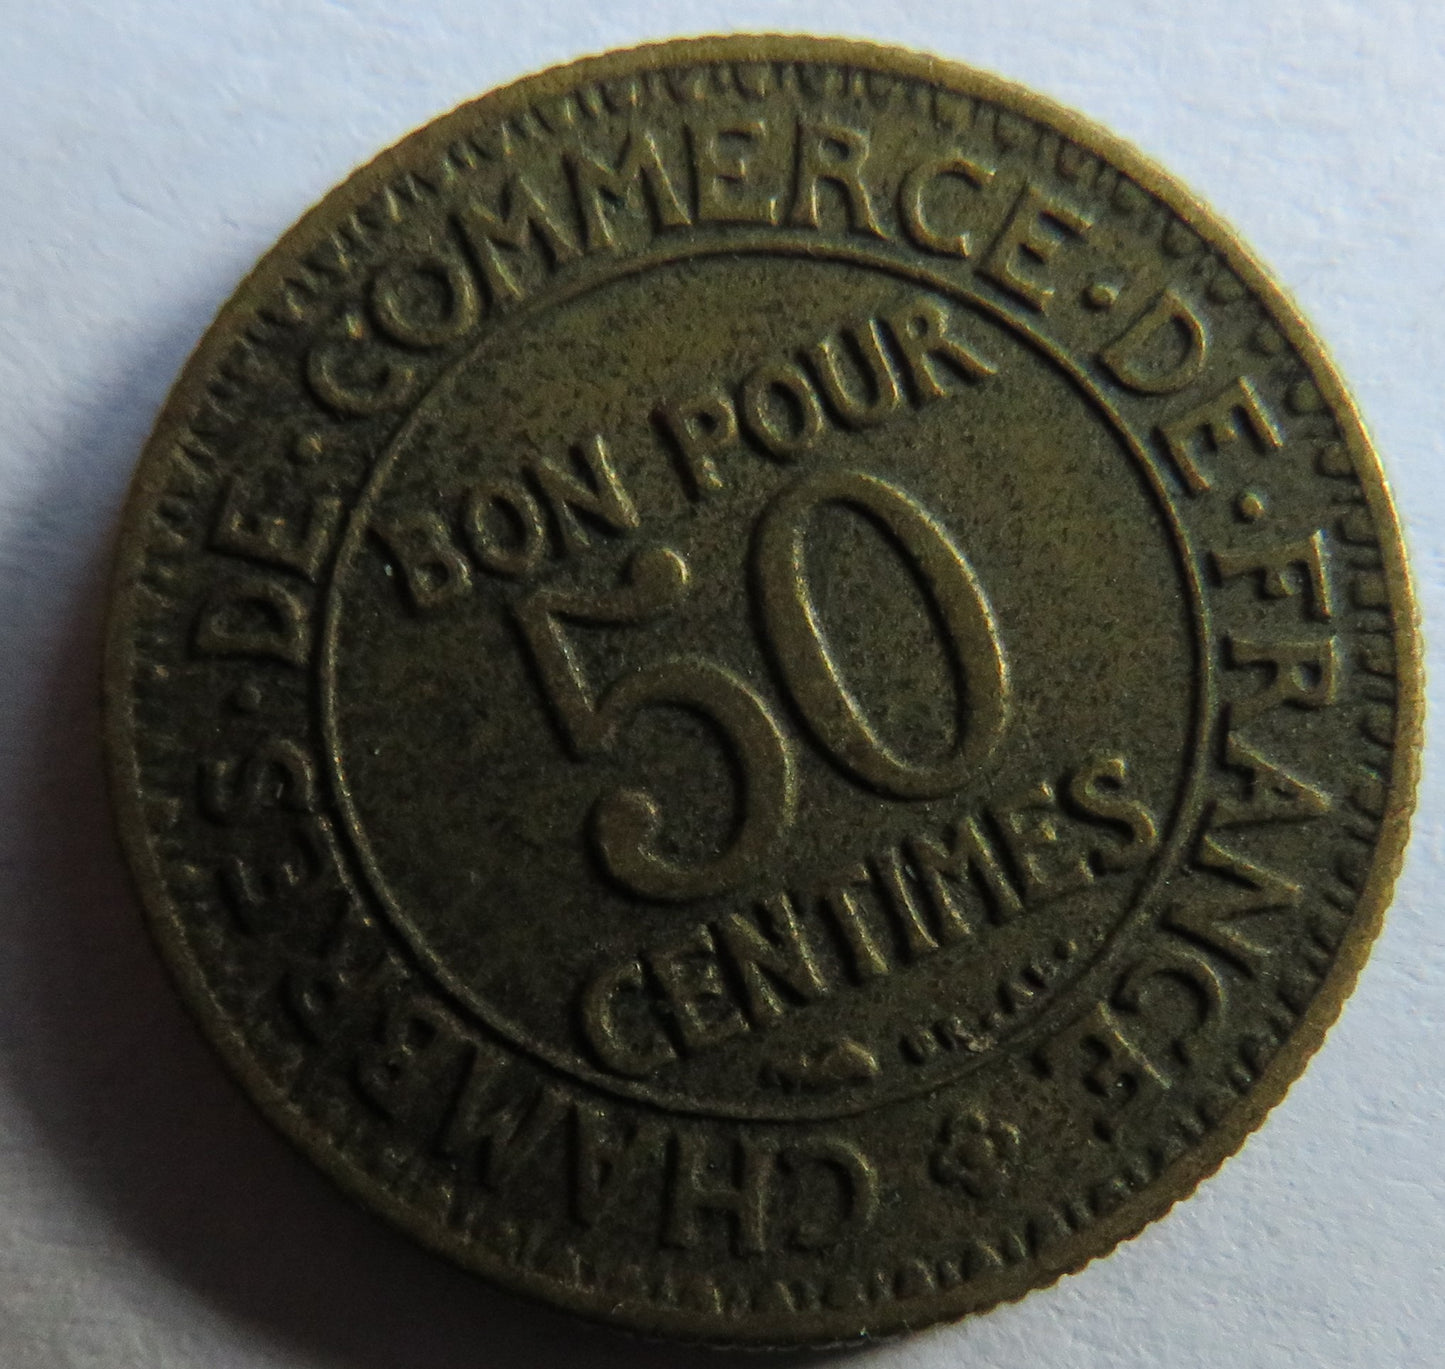 CHAMBRES·DE·COMMERCE·DE·FRANCE
BON POUR
50
CENTIMES